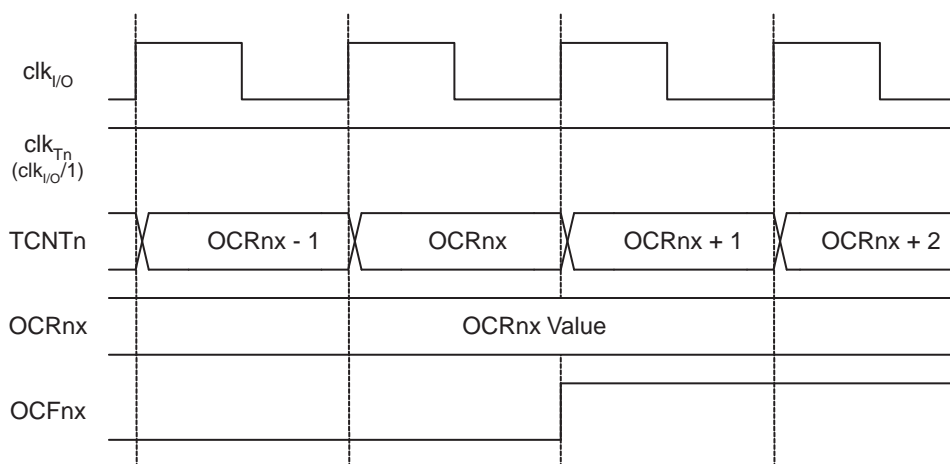 clkI/O
clkTn
(clkI/O/1)
TCNTn
OCRnx - 1
OCRnx
OCRnx + 1
OCRnx + 2
OCRnx
OCRnx Value
OCFnx